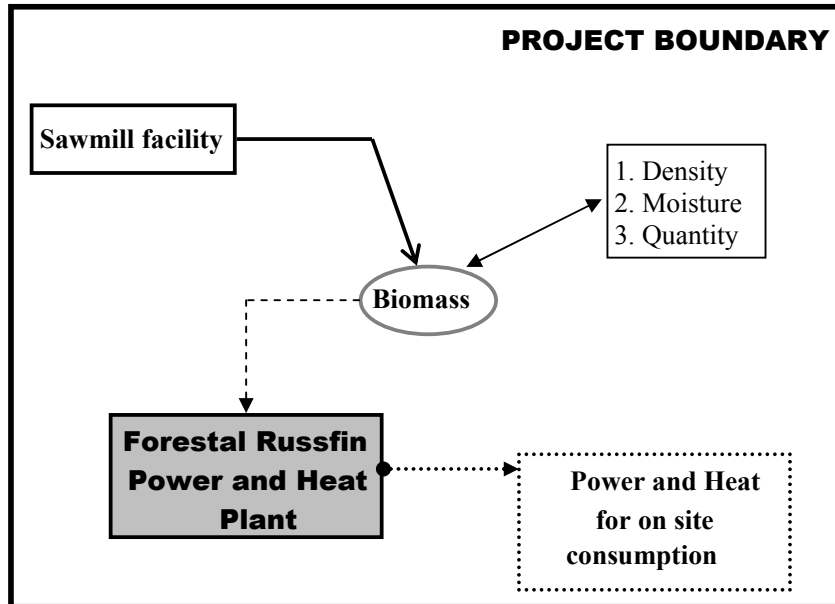 PROJECT BOUNDARY
Sawmill facility
1. Density
2. Moisture
3. Quantity
Biomass
Forestal Russfin
Power and Heat
Plant
Power and Heat
for on site
consumption